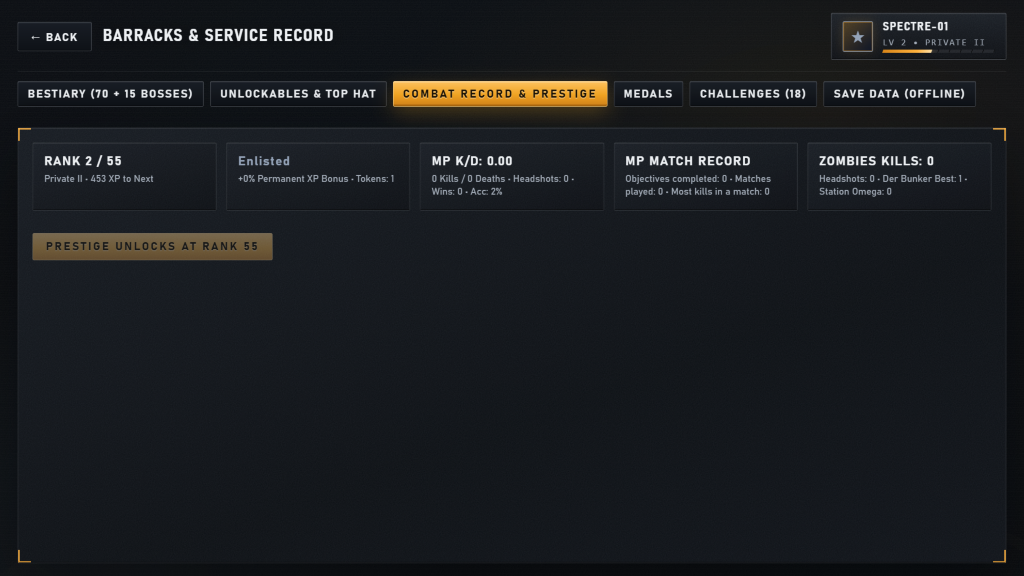 ← BACK
BARRACKS & SERVICE RECORD
SPECTRE-01
LV 2 • PRIVATE II
BESTIARY (70 + 15 BOSSES)
UNLOCKABLES & TOP HAT
COMBAT RECORD & PRESTIGE
MEDALS
CHALLENGES (18)
SAVE DATA (OFFLINE)
RANK 2 / 55
Private II • 453 XP to Next
Enlisted
+0% Permanent XP Bonus • Tokens: 1
MP K/D: 0.00
0 Kills / 0 Deaths • Headshots: 0 •
Wins: 0 • Acc: 2%
MP MATCH RECORD
Objectives completed: 0 • Matches
played: 0 • Most kills in a match: 0
ZOMBIES KILLS: 0
Headshots: 0 • Der Bunker Best: 1 •
Station Omega: 0
PRESTIGE UNLOCKS AT RANK 55